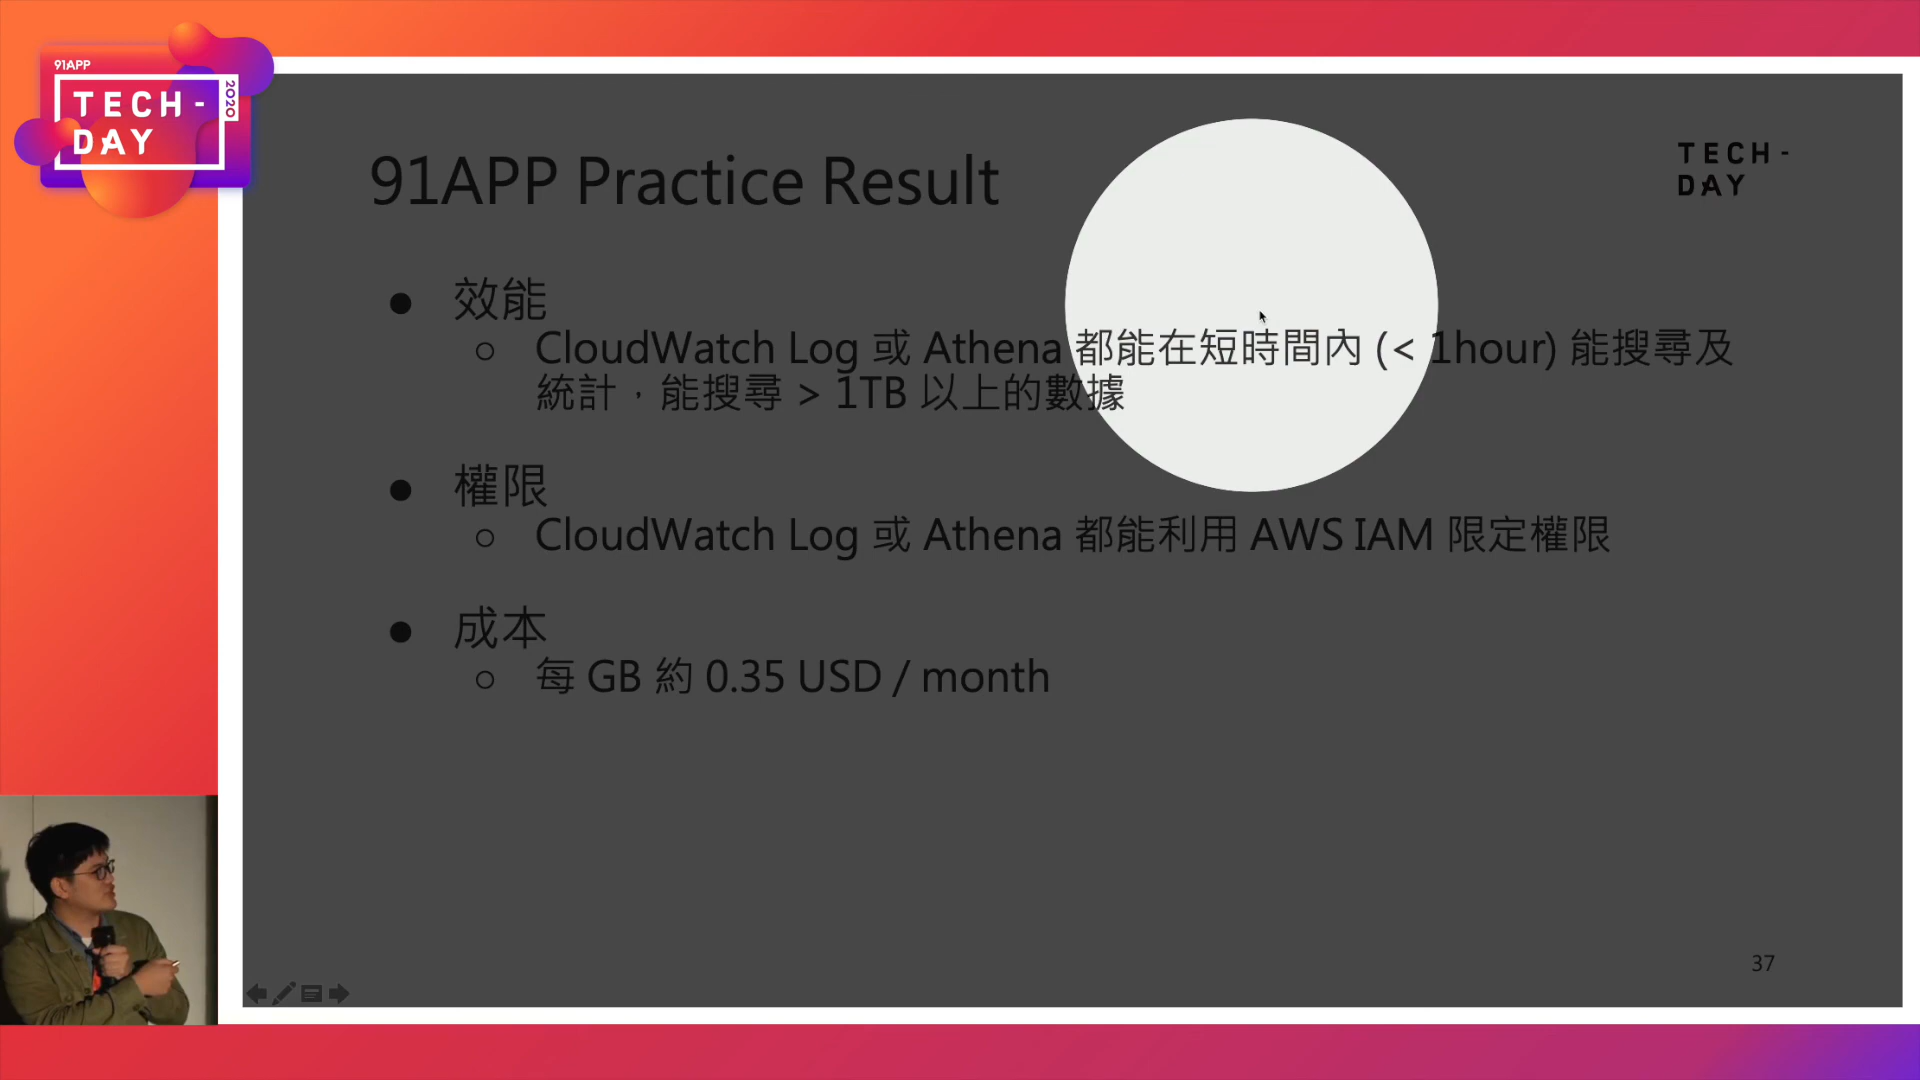 91APP
TECH-
DAY
2020
TECH-
DAY
91APP Practice Result
● 效能
○ CloudWatch Log 或 Athena 都能在短時間內 (< 1hour) 能搜尋及
統計，能搜尋 > 1TB 以上的數據
● 權限
○ CloudWatch Log 或 Athena 都能利用 AWS IAM 限定權限
● 成本
○ 每 GB 約 0.35 USD / month
37